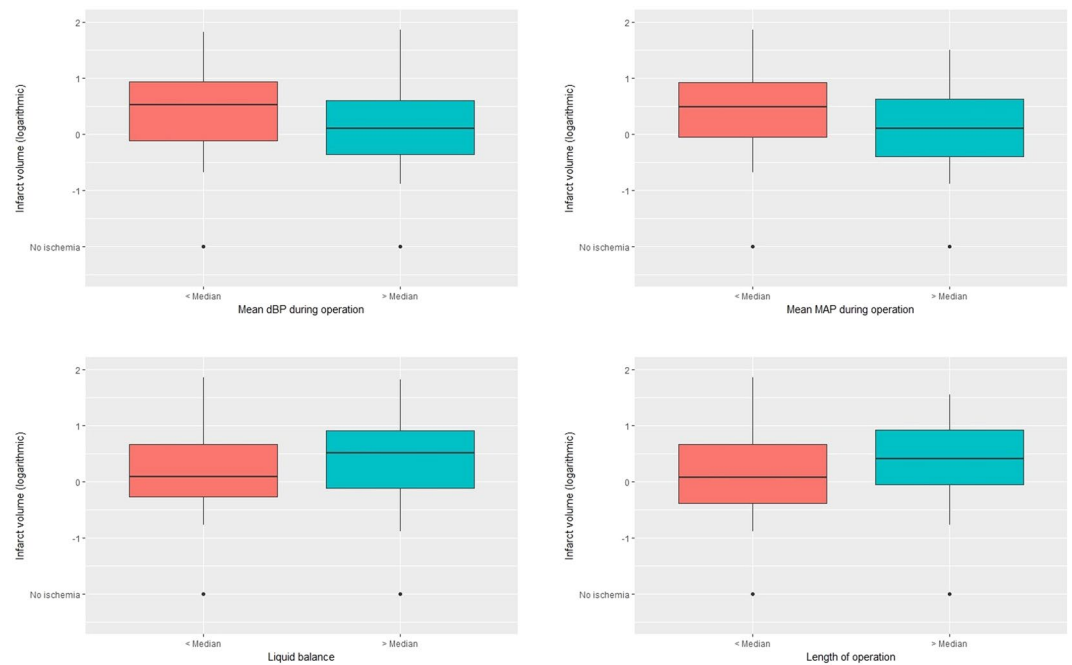 2
1
0
-1
No ischemia
Infarct volume (logarithmic)
< Median
> Median
Mean dBP during operation
2
1
0
-1
No ischemia
Infarct volume (logarithmic)
< Median
> Median
Mean MAP during operation
2
1
0
-1
No ischemia
Infarct volume (logarithmic)
< Median
> Median
Liquid balance
2
1
0
-1
No ischemia
Infarct volume (logarithmic)
< Median
> Median
Length of operation